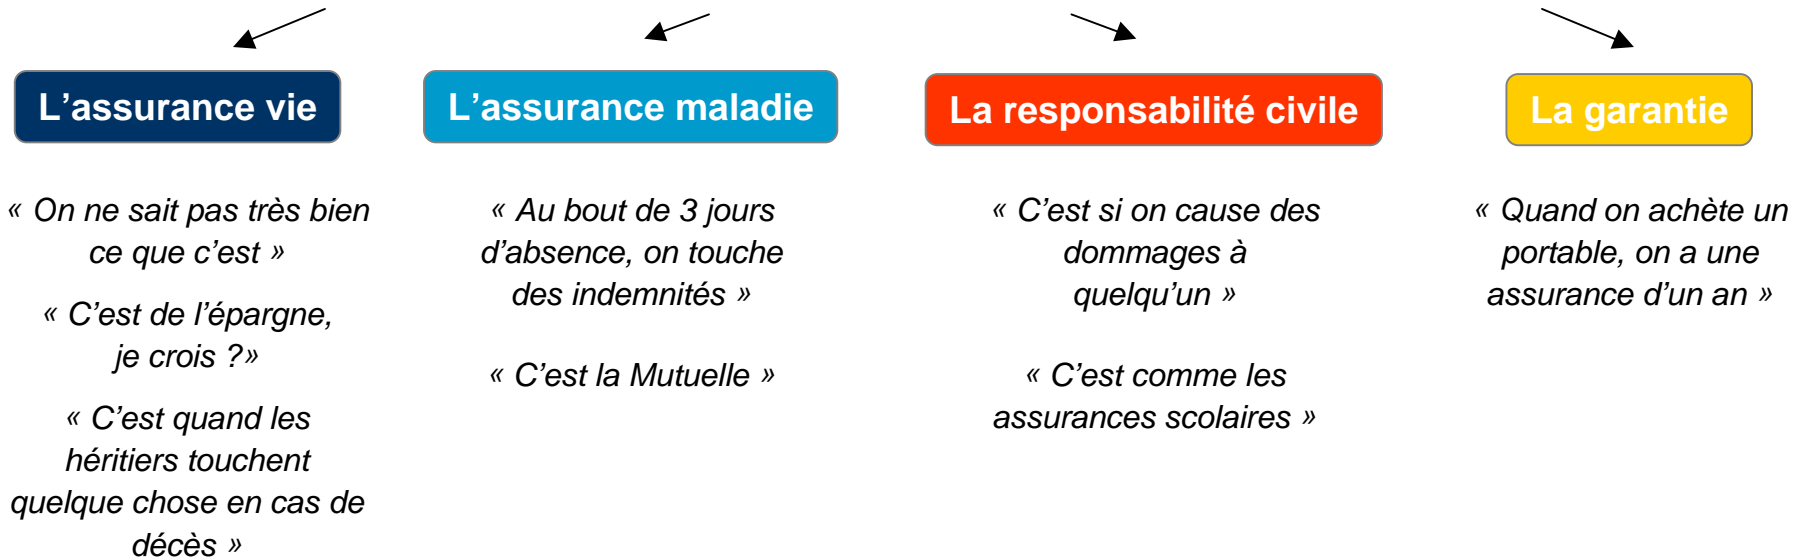 L’assurance vie
« On ne sait pas très bien
ce que c’est »
« C’est de l’épargne,
je crois ?»
« C’est quand les
héritiers touchent
quelque chose en cas de
décès »
L’assurance maladie
« Au bout de 3 jours
d’absence, on touche
des indemnités »
« C’est la Mutuelle »
La responsabilité civile
« C’est si on cause des
dommages à
quelqu’un »
« C’est comme les
assurances scolaires »
La garantie
« Quand on achète un
portable, on a une
assurance d’un an »